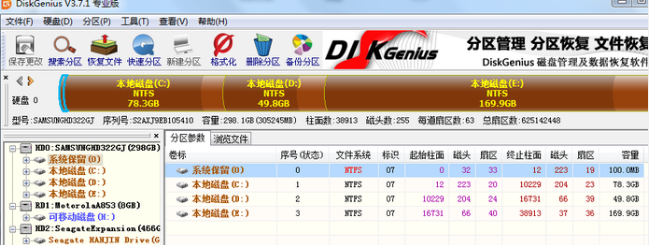 DiskGenius V3.7.1 专业版
文件(F) 硬盘(D) 分区(P) 工具(T) 查看(V) 帮助(H)
保存更改 搜索分区 恢复文件 快速分区 新建分区 格式化 删除分区 备份分区
DISKGenius
分区管理 分区恢复 文件恢
DiskGenius 磁盘管理及数据恢复软件
硬盘 0
本地磁盘(C:) 本地磁盘(D:) 本地磁盘(E:)
NTFS NTFS NTFS
78.3GB 49.8GB 169.9GB
型号:SAMSUNGHD322GJ 序列号:S2AXJ9EB105410 容量:298.1GB(305245MB) 柱面数:38913 磁头数:255 每道扇区数:63 总扇区数:625142448
HD0:SAMSUNGHD322GJ(298GB)
系统保留(0)
本地磁盘(C:)
本地磁盘(D:)
本地磁盘(E:)
RD1:MotorolaA853(8GB)
可移动磁盘(H:)
HD2:SeagateExpansion(466G
Seagate HANJIN Drive(G
分区参数 浏览文件
卷标 序号(状态) 文件系统 标识 起始柱面 磁头 扇区 终止柱面 磁头 扇区 容量
系统保留(0) 0 NTFS 07 0 32 33 12 223 19 100.0MB
本地磁盘(C:) 1 NTFS 07 12 223 20 10229 204 23 78.3GB
本地磁盘(D:) 2 NTFS 07 10229 204 24 16731 66 39 49.8GB
本地磁盘(E:) 3 NTFS 07 16731 66 40 38913 37 36 169.9GB